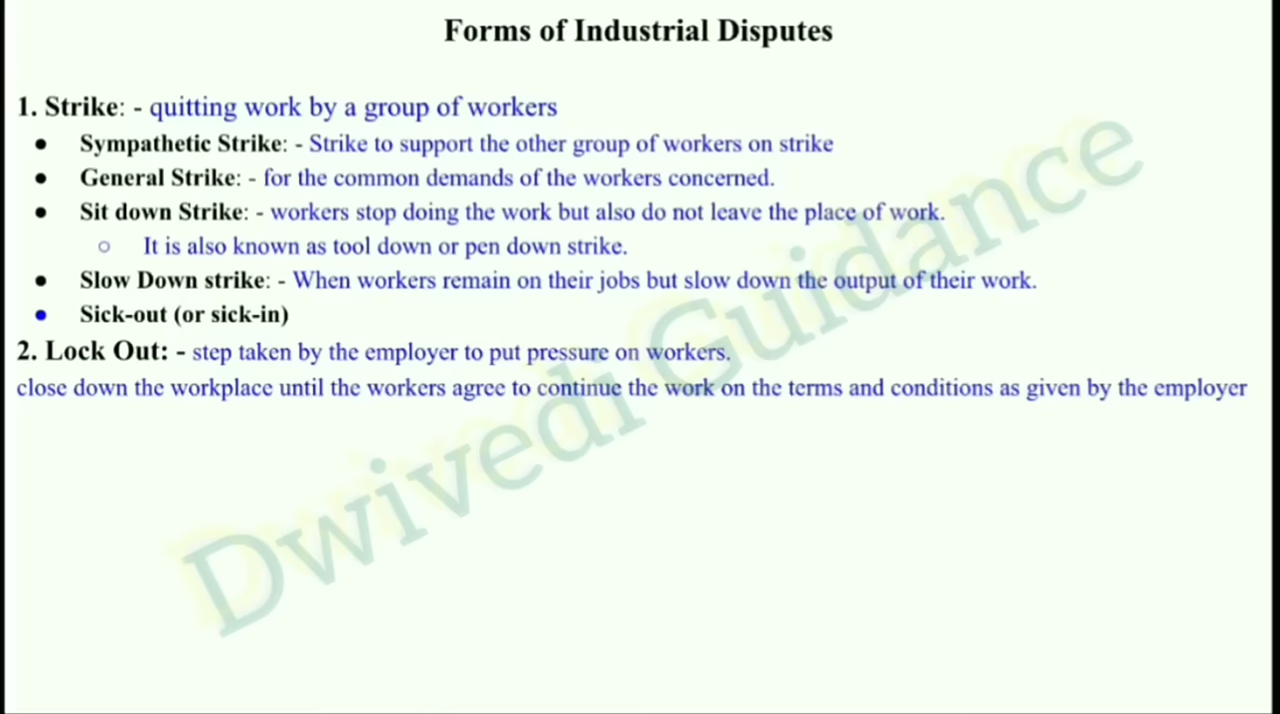 Forms of Industrial Disputes
1. Strike: - quitting work by a group of workers
● Sympathetic Strike: - Strike to support the other group of workers on strike
● General Strike: - for the common demands of the workers concerned.
● Sit down Strike: - workers stop doing the work but also do not leave the place of work.
○ It is also known as tool down or pen down strike.
● Slow Down strike: - When workers remain on their jobs but slow down the output of their work.
● Sick-out (or sick-in)
2. Lock Out: - step taken by the employer to put pressure on workers.
close down the workplace until the workers agree to continue the work on the terms and conditions as given by the employer
Dwivedi Guidance